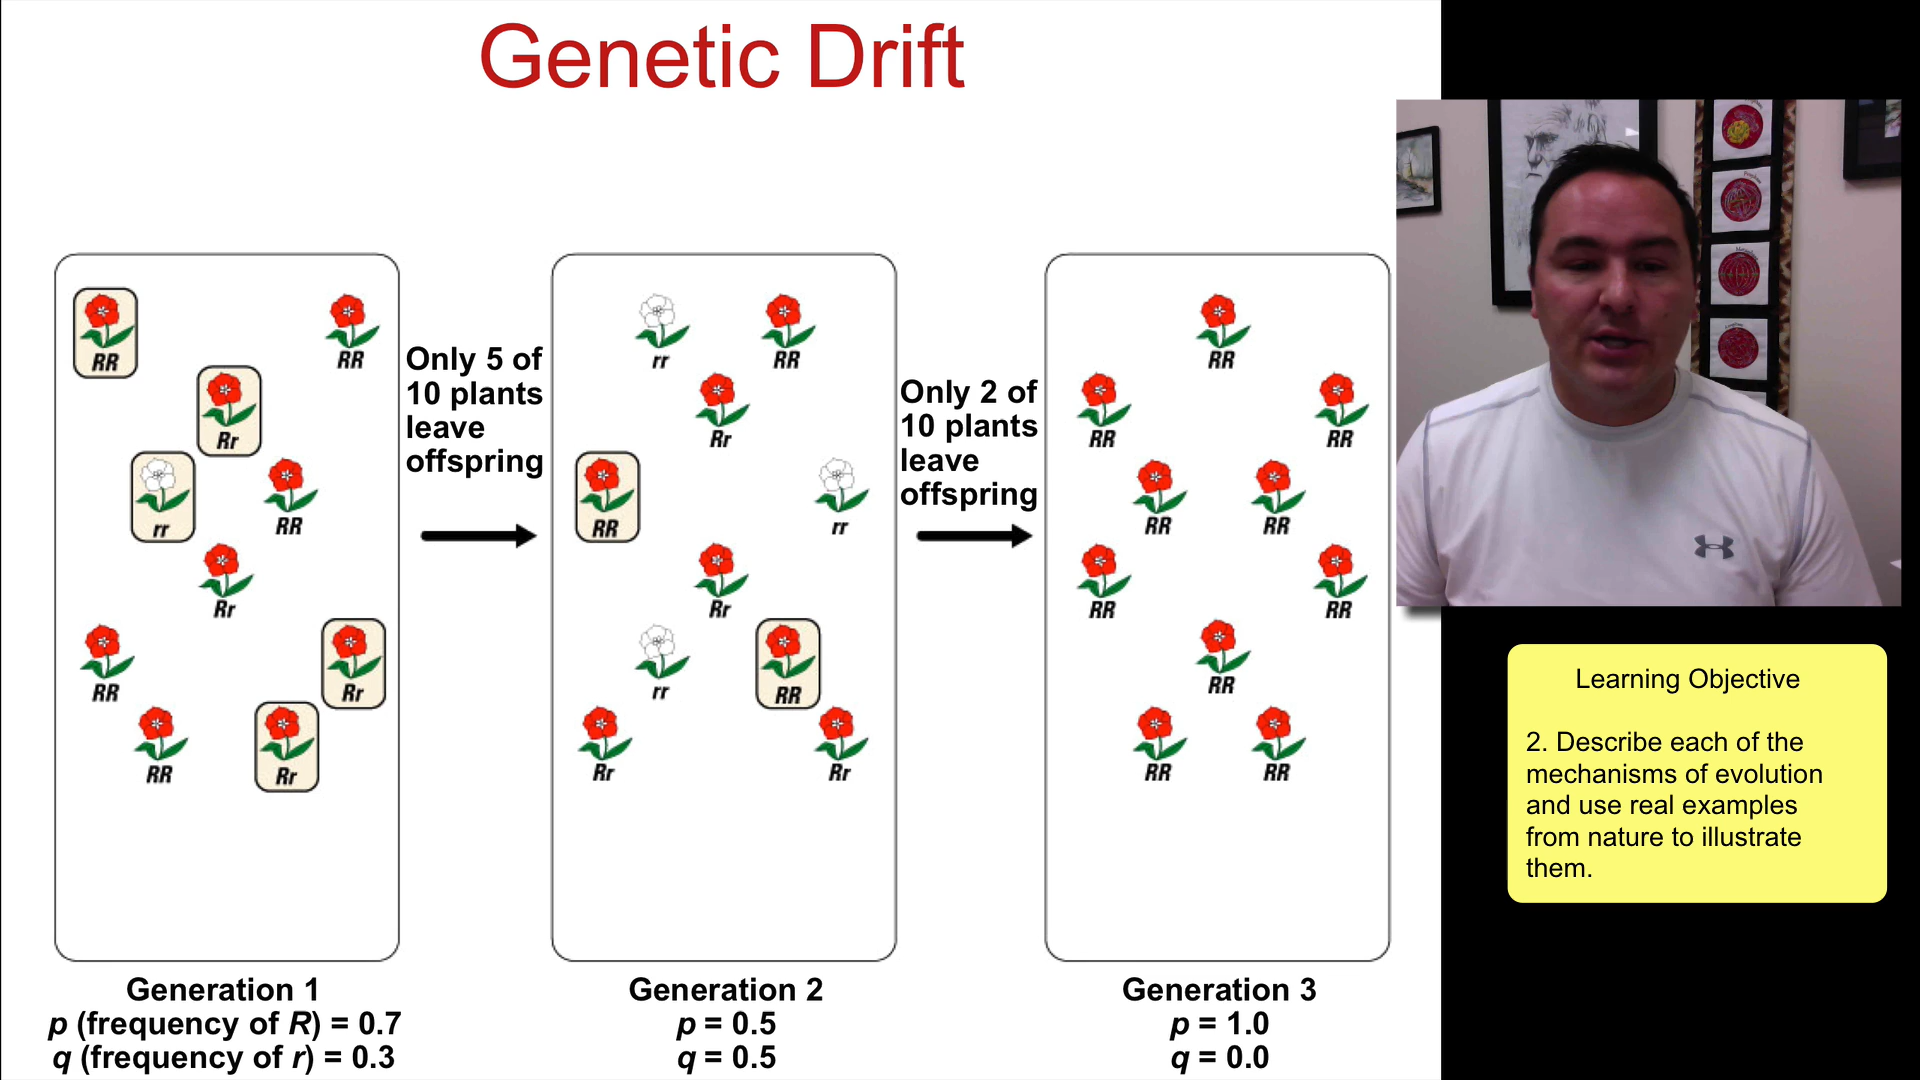 Genetic Drift
RR
RR
Rr
rr
RR
Rr
RR
Rr
RR
Rr
Only 5 of
10 plants
leave
offspring
rr
RR
Rr
RR
rr
Rr
rr
RR
Rr
Rr
Only 2 of
10 plants
leave
offspring
RR
RR
RR
RR
RR
RR
RR
RR
RR
RR
Generation 1
p (frequency of R) = 0.7
q (frequency of r) = 0.3
Generation 2
p = 0.5
q = 0.5
Generation 3
p = 1.0
q = 0.0
Learning Objective
2. Describe each of the
mechanisms of evolution
and use real examples
from nature to illustrate
them.